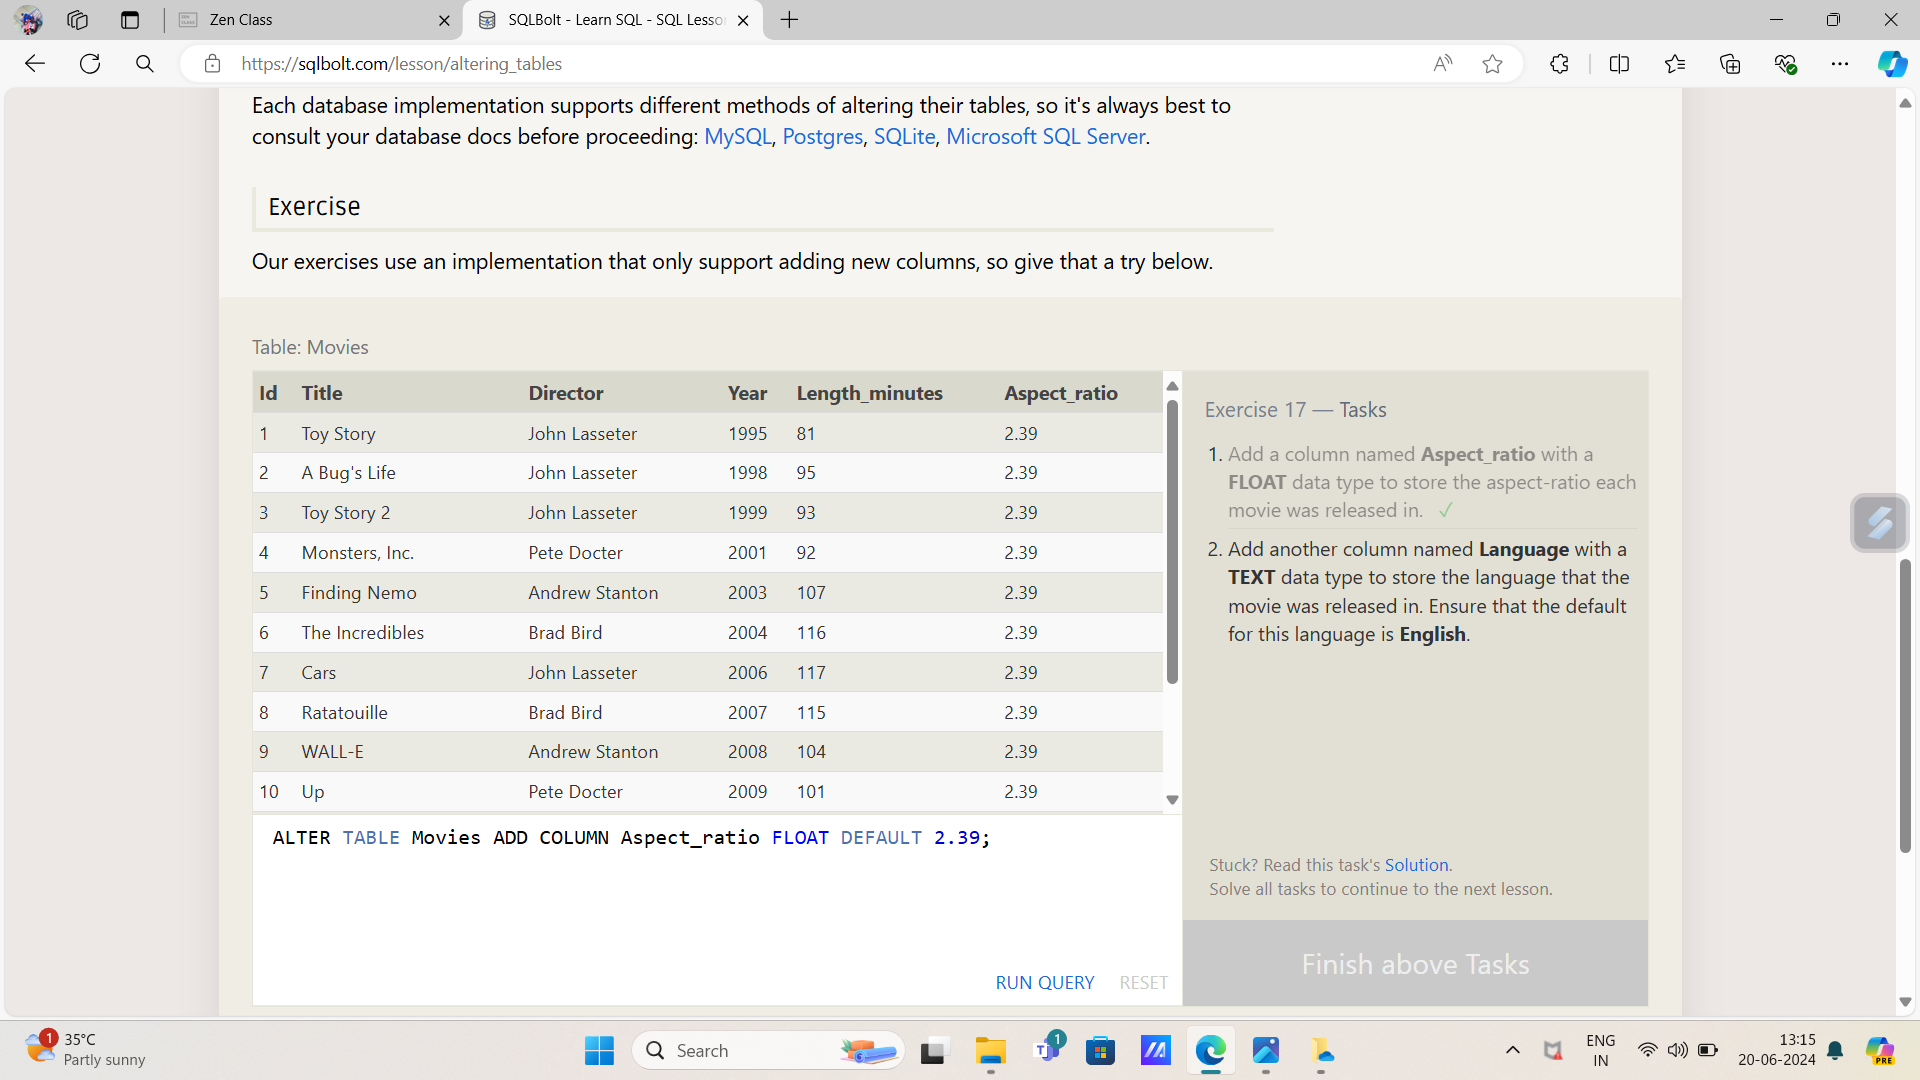 Zen Class
SQLBolt - Learn SQL - SQL Lesso
https://sqlbolt.com/lesson/altering_tables
Each database implementation supports different methods of altering their tables, so it's always best to
consult your database docs before proceeding: MySQL, Postgres, SQLite, Microsoft SQL Server.
Exercise
Our exercises use an implementation that only support adding new columns, so give that a try below.
Table: Movies
Id Title Director Year Length_minutes Aspect_ratio
1 Toy Story John Lasseter 1995 81 2.39
2 A Bug's Life John Lasseter 1998 95 2.39
3 Toy Story 2 John Lasseter 1999 93 2.39
4 Monsters, Inc. Pete Docter 2001 92 2.39
5 Finding Nemo Andrew Stanton 2003 107 2.39
6 The Incredibles Brad Bird 2004 116 2.39
7 Cars John Lasseter 2006 117 2.39
8 Ratatouille Brad Bird 2007 115 2.39
9 WALL-E Andrew Stanton 2008 104 2.39
10 Up Pete Docter 2009 101 2.39
ALTER TABLE Movies ADD COLUMN Aspect_ratio FLOAT DEFAULT 2.39;
RUN QUERY RESET
Exercise 17 — Tasks
1. Add a column named Aspect_ratio with a
FLOAT data type to store the aspect-ratio each
movie was released in. ✓
2. Add another column named Language with a
TEXT data type to store the language that the
movie was released in. Ensure that the default
for this language is English.
Stuck? Read this task's Solution.
Solve all tasks to continue to the next lesson.
Finish above Tasks
1
35°C
Partly sunny
Search
1
ENG
IN
13:15
20-06-2024
PRE